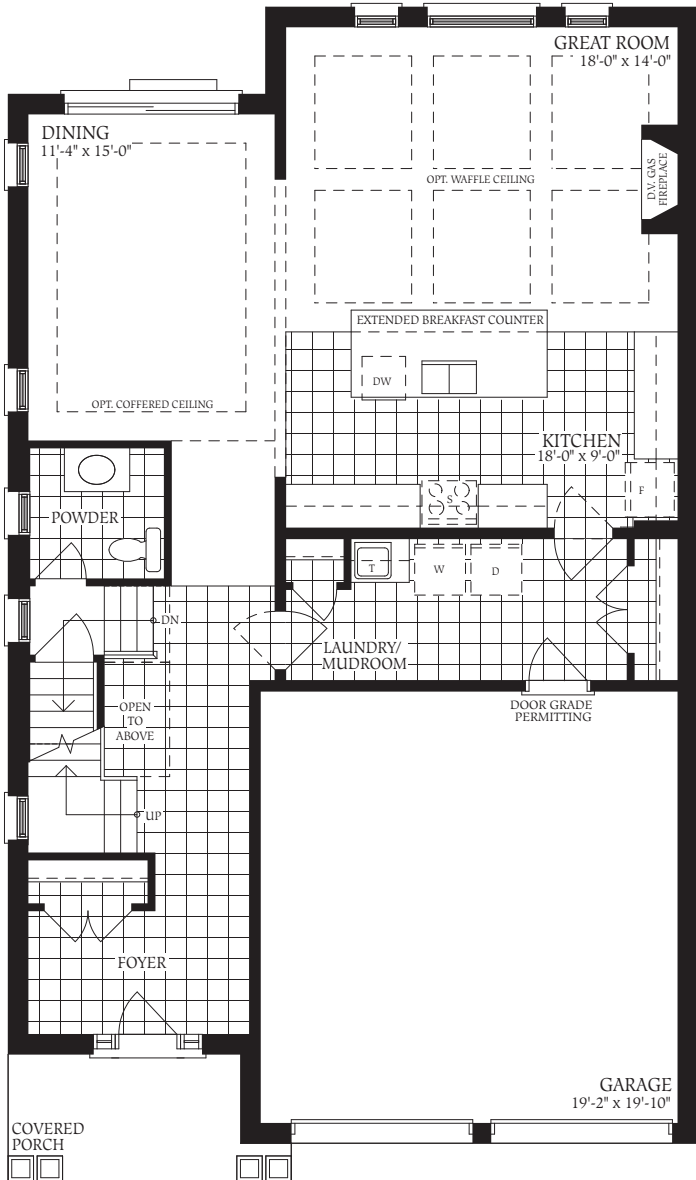 GREAT ROOM
18'-0" x 14'-0"
DINING
11'-4" x 15'-0"
D.V. GAS
FIREPLACE
OPT. WAFFLE CEILING
EXTENDED BREAKFAST COUNTER
DW
OPT. COFFERED CEILING
KITCHEN
18'-0" x 9'-0"
F
S
POWDER
T
W
D
DN
LAUNDRY/
MUDROOM
OPEN
TO
ABOVE
DOOR GRADE
PERMITTING
UP
FOYER
GARAGE
19'-2" x 19'-10"
COVERED
PORCH